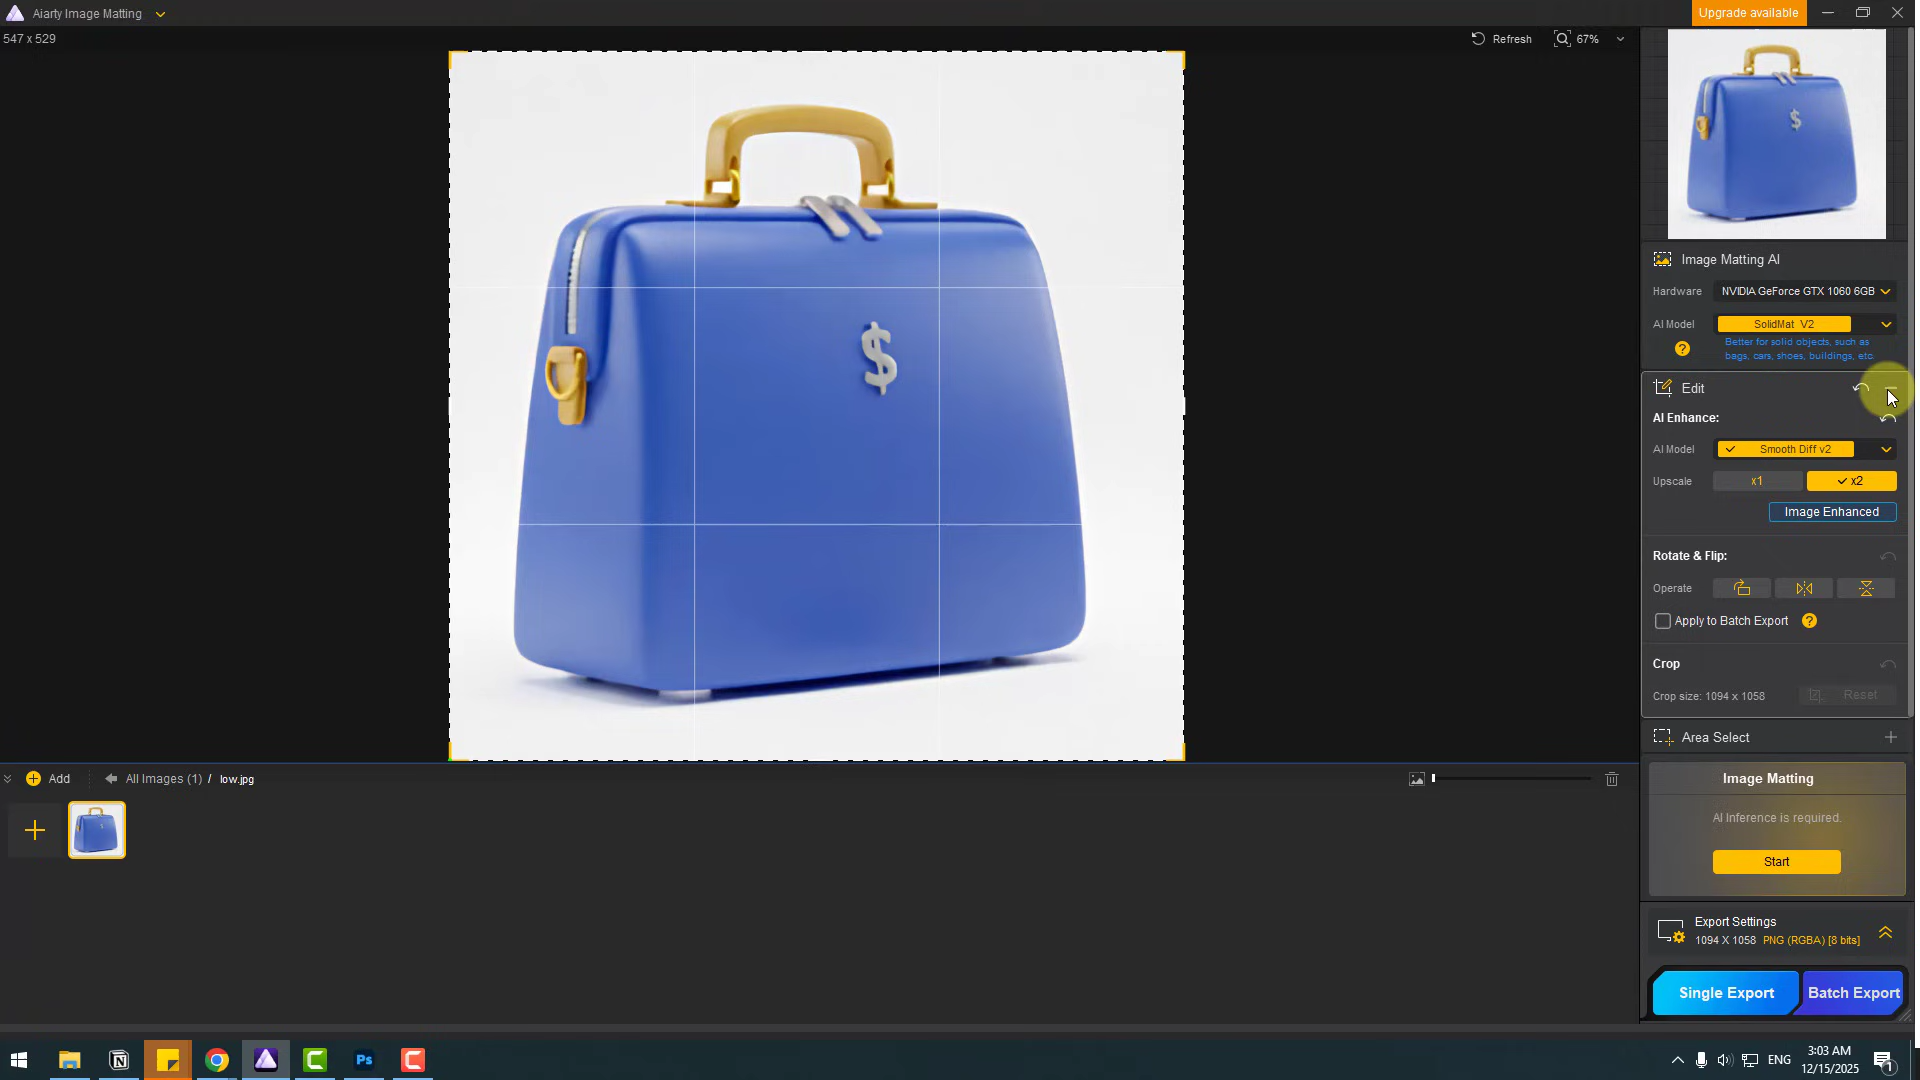 Aiarty Image Matting
Upgrade available
547 x 529
Refresh
67%
$
$
Image Matting AI
Hardware
NVIDIA GeForce GTX 1060 6GB
AI Model
SolidMat V2
?
Better for solid objects, such as
bags, cars, shoes, buildings, etc.
Edit
AI Enhance:
AI Model
Smooth Diff v2
Upscale
x1
x2
Image Enhanced
Rotate & Flip:
Operate
Apply to Batch Export
?
Crop
Crop size: 1094 x 1058
Reset
Area Select
Add
All Images (1) / low.jpg
Image Matting
AI Inference is required.
Start
Export Settings
1094 X 1058 PNG (RGBA) [8 bits]
Single Export
Batch Export
N
Ps
C
ENG
3:03 AM
12/15/2025
1